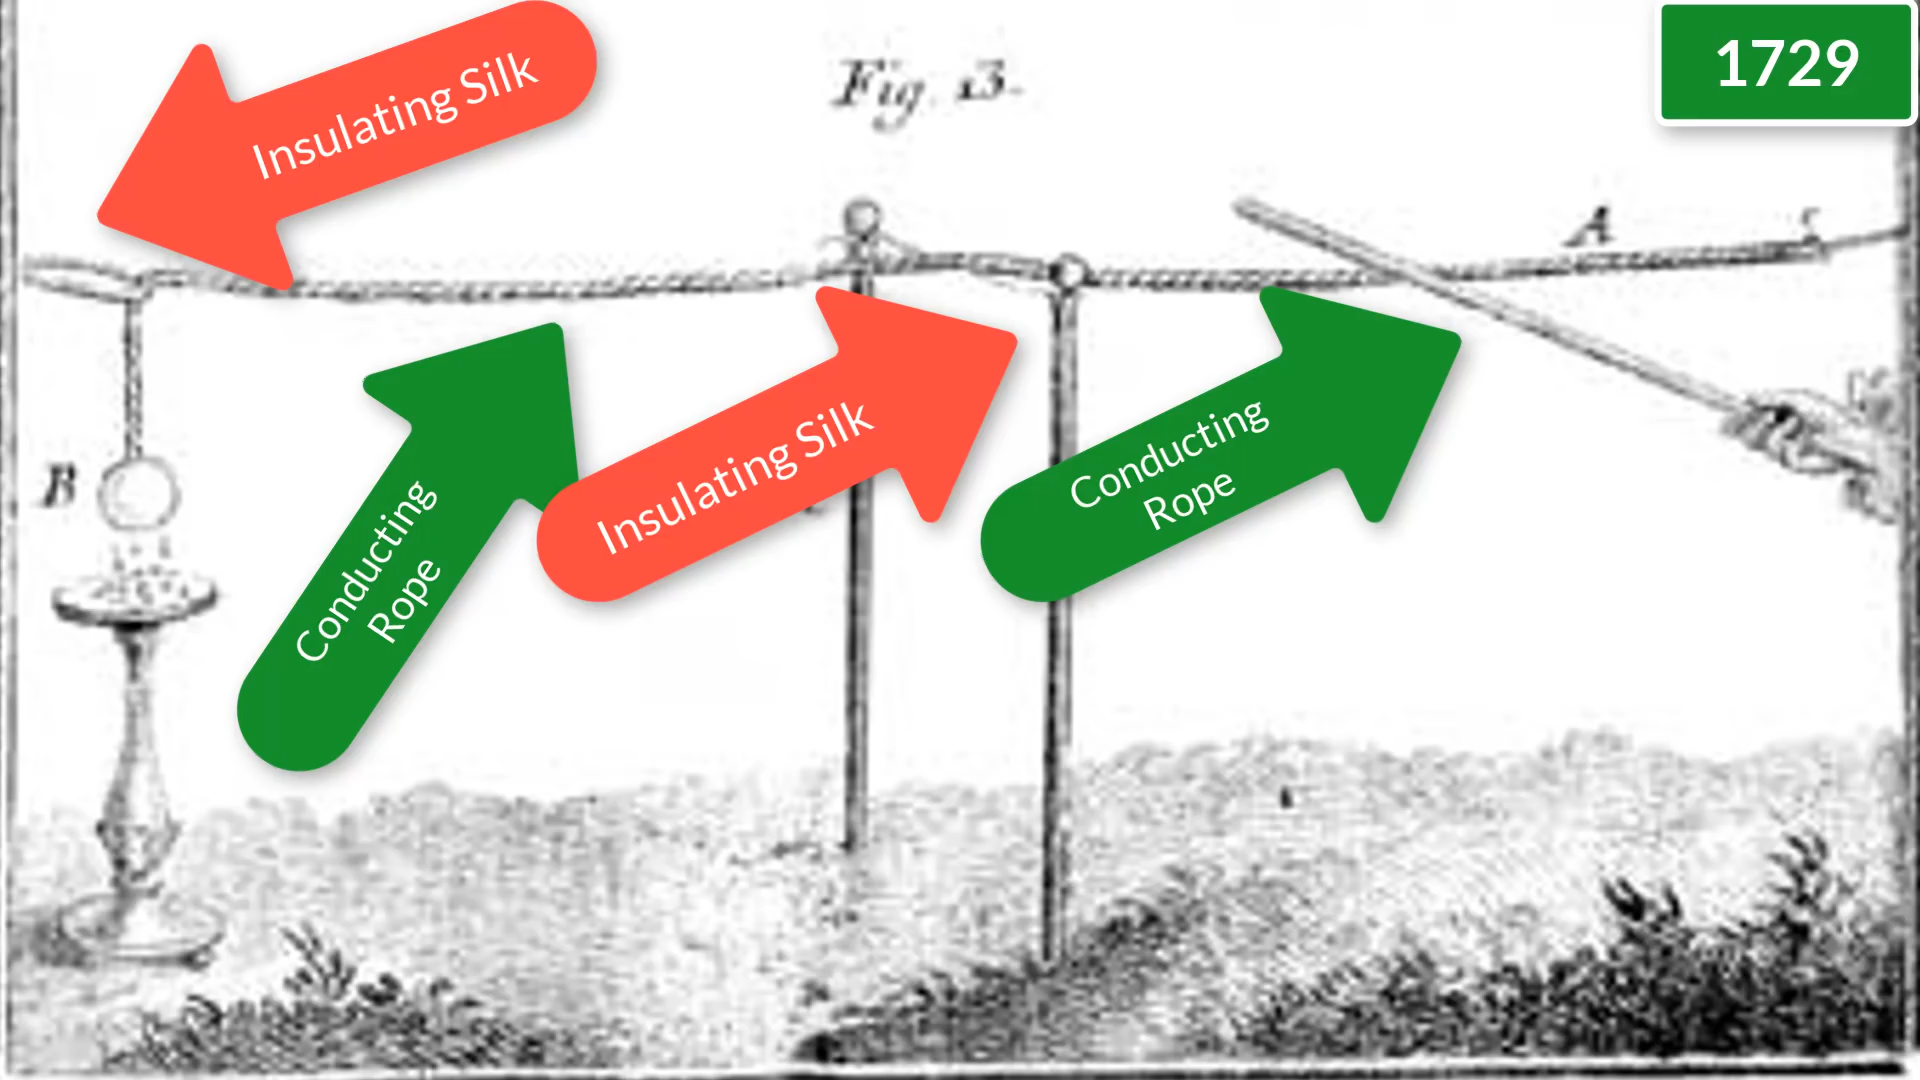 1729
Insulating Silk
Fig. 13.
A
B
Conducting
Rope
Insulating Silk
Conducting
Rope